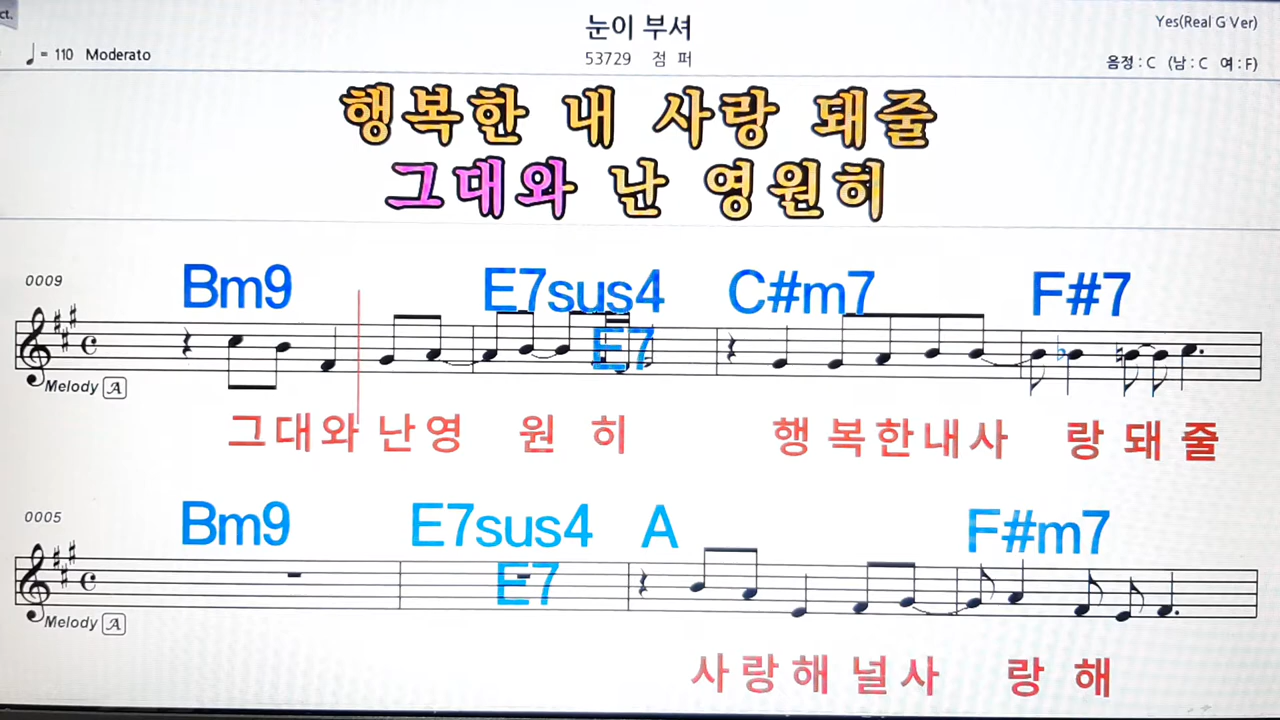 ct.
눈이 부셔
Yes(Real G Ver)
♩= 110 Moderato
53729 점 퍼
음정 : C (남 : C 여 : F)
행복한 내 사랑 돼줄
그대와 난 영원히
0009
Bm9 E7sus4 C#m7 F#7
E7
Melody A
그대와 난영 원 히 행 복한내사 랑 돼 줄
0005
Bm9 E7sus4 A F#m7
E7
Melody A
사랑해 널사 랑 해